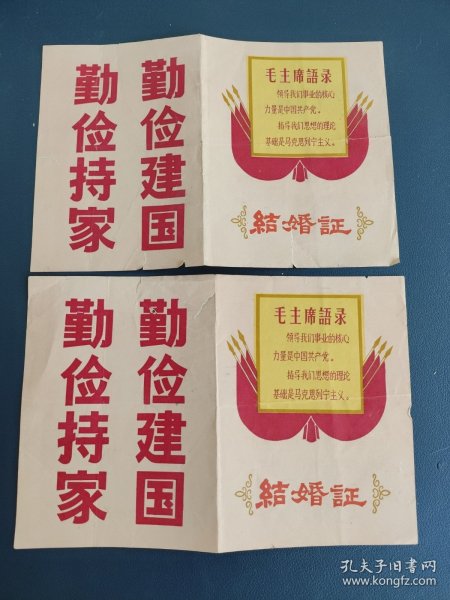 勤俭建国
勤俭持家
毛主席語录
领导我们事业的核心
力量是中国共产党。
指导我们思想的理论
基础是马克思列宁主义。
結婚証
勤俭建国
勤俭持家
毛主席語录
领导我们事业的核心
力量是中国共产党。
指导我们思想的理论
基础是马克思列宁主义。
結婚証
孔夫子旧书网
www.kongfz.com